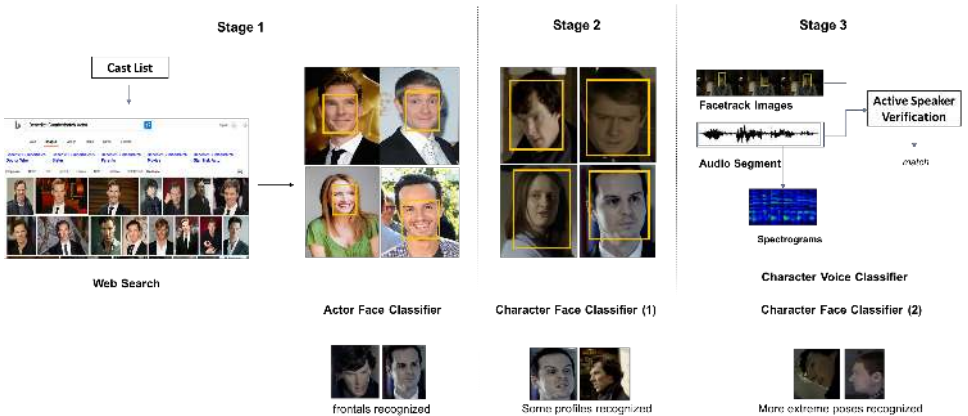 Stage 1
Stage 2
Stage 3
Cast List
Facetrack Images
Active Speaker
Verification
Audio Segment
match
Spectrograms
Web Search
Character Voice Classifier
Actor Face Classifier
Character Face Classifier (1)
Character Face Classifier (2)
frontals recognized
Some profiles recognized
More extreme poses recognized